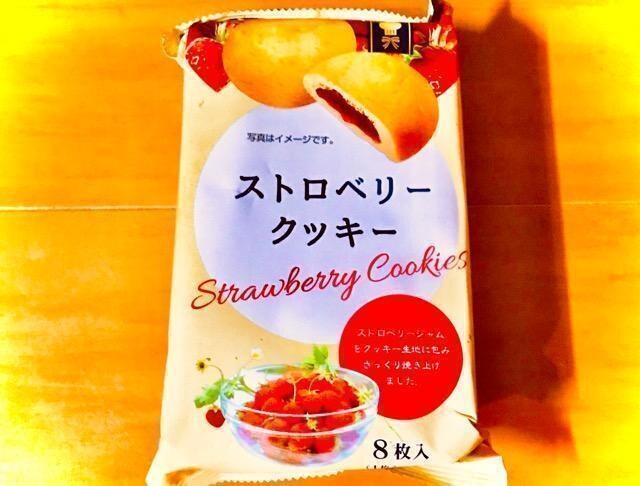 写真はイメージです。
ストロベリー
クッキー
Strawberry Cookies
ストロベリージャム
をクッキー生地に包み
さっくり焼き上げ
ました。
8枚入